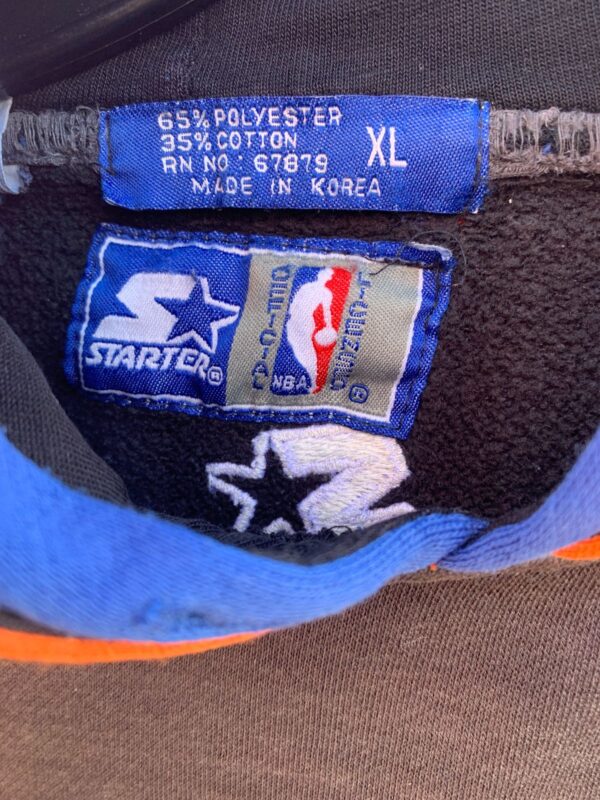 65% POLYESTER
35% COTTON
RN NO: 67879
XL
MADE IN KOREA
STARTER®
OFFICIAL
NBA
LICENSED
®